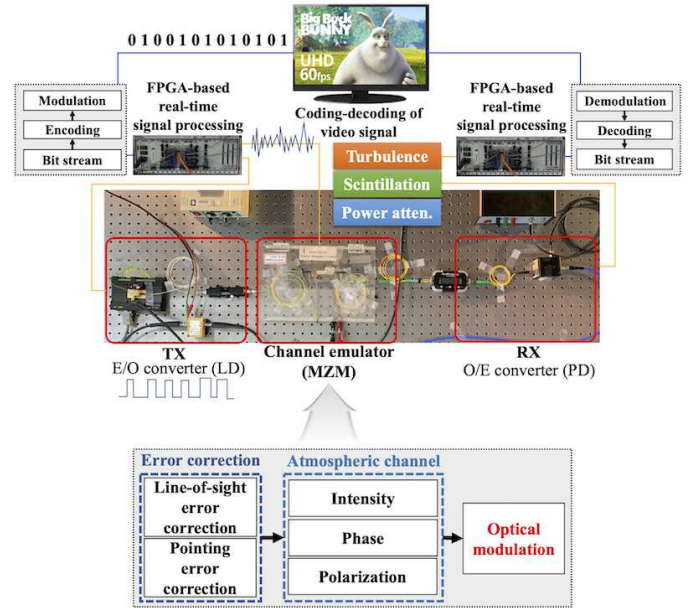 0 1 0 0 1 0 1 0 1 0 1 0 1
Big Buck
BUNNY
UHD
60fps
FPGA-based
real-time
signal processing
Coding-decoding of
video signal
FPGA-based
real-time
signal processing
Modulation
Encoding
Bit stream
Demodulation
Decoding
Bit stream
Turbulence
Scintillation
Power atten.
TX
E/O converter (LD)
Channel emulator
(MZM)
RX
O/E converter (PD)
Error correction
Line-of-sight
error
correction
Pointing
error
correction
Atmospheric channel
Intensity
Phase
Polarization
Optical
modulation